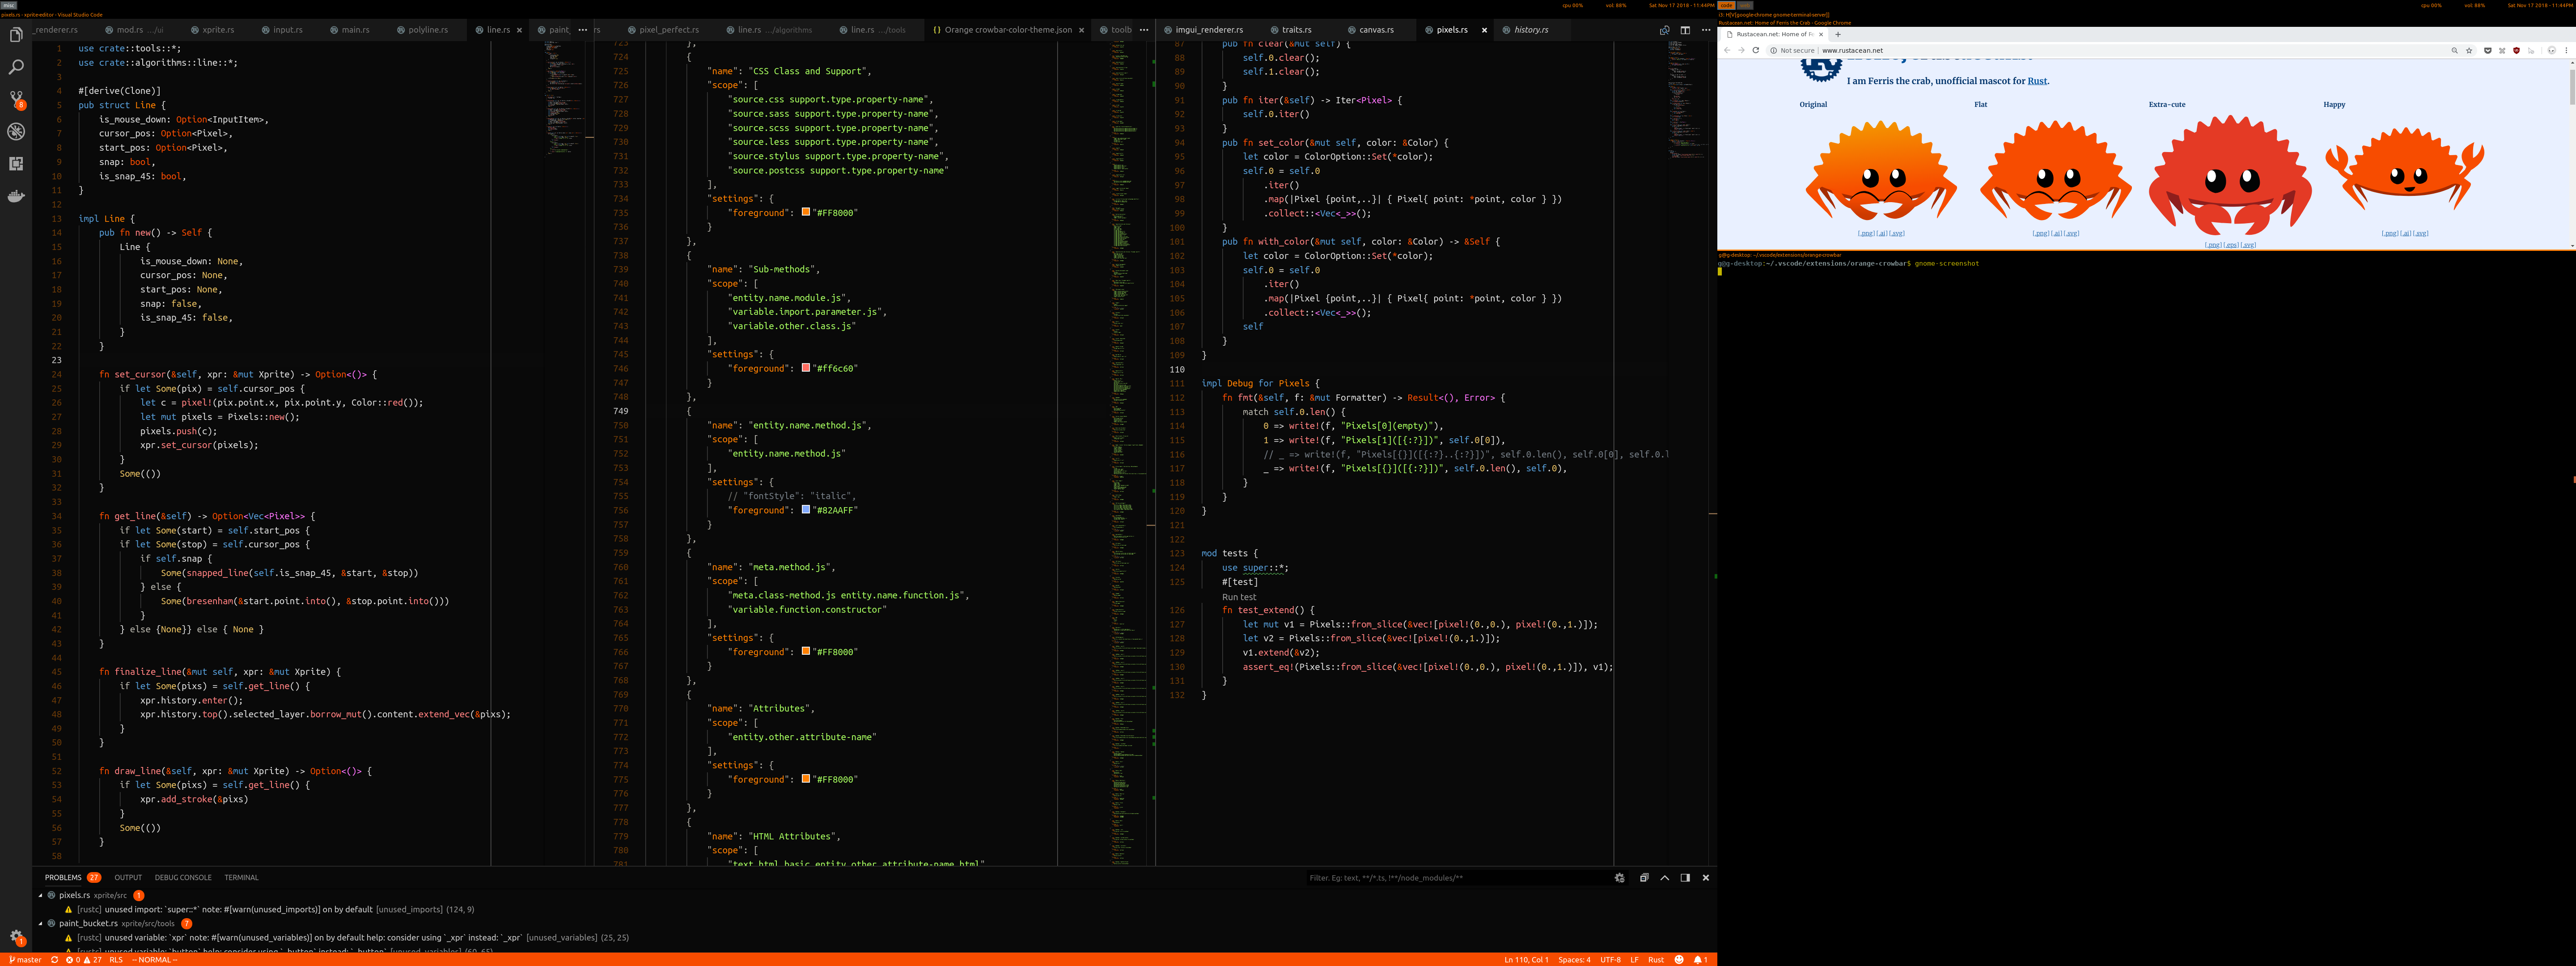 misc
cpu 00%
vol: 88%
Sat Nov 17 2018 - 11:44PM
pixels.rs - xpriteeditor - Visual Studio Code
_renderer.rs
mod.rs .../ui
xprite.rs
input.rs
main.rs
polyline.rs
line.rs
1 use crate::tools::*;
2 use crate::algorithms::line::*;
3
4 #[derive(Clone)]
5 pub struct Line {
6 is_mouse_down: Option<InputItem>,
7 cursor_pos: Option<Pixel>,
8 start_pos: Option<Pixel>,
9 snap: bool,
10 is_snap_45: bool,
11 }
12
13 impl Line {
14 pub fn new() -> Self {
15 Line {
16 is_mouse_down: None,
17 cursor_pos: None,
18 start_pos: None,
19 snap: false,
20 is_snap_45: false,
21 }
22 }
23
24 fn set_cursor(&self, xpr: &mut Xprite) -> Option<()> {
25 if let Some(pix) = self.cursor_pos {
26 let c = pixel!(pix.point.x, pix.point.y, Color::red());
27 let mut pixels = Pixels::new();
28 pixels.push(c);
29 xpr.set_cursor(pixels);
30 }
31 Some(())
32 }
33
34 fn get_line(&self) -> Option<Vec<Pixel>> {
35 if let Some(start) = self.start_pos {
36 if let Some(stop) = self.cursor_pos {
37 if self.snap {
38 Some(snapped_line(self.is_snap_45, &start, &stop))
39 } else {
40 Some(bresenham(&start.point.into(), &stop.point.into()))
41 }
42 } else {None}} else { None }
43 }
44
45 fn finalize_line(&mut self, xpr: &mut Xprite) {
46 if let Some(pixs) = self.get_line() {
47 xpr.history.enter();
48 xpr.history.top().selected_layer.borrow_mut().content.extend_vec(&pixs);
49 }
50 }
51
52 fn draw_line(&self, xpr: &mut Xprite) -> Option<()> {
53 if let Some(pixs) = self.get_line() {
54 xpr.add_stroke(&pixs)
55 }
56 Some(())
57 }
58
pixel_perfect.rs
line.rs .../algorithms
line.rs .../tools
{} Orange crowbar-color-theme.json
toolb
723 },
724 {
725 "name": "CSS Class and Support",
726 "scope": [
727 "source.css support.type.property-name",
728 "source.sass support.type.property-name",
729 "source.scss support.type.property-name",
730 "source.less support.type.property-name",
731 "source.stylus support.type.property-name",
732 "source.postcss support.type.property-name"
733 ],
734 "settings": {
735 "foreground": "#FF8000"
736 }
737 },
738 {
739 "name": "Sub-methods",
740 "scope": [
741 "entity.name.module.js",
742 "variable.import.parameter.js",
743 "variable.other.class.js"
744 ],
745 "settings": {
746 "foreground": "#ff6c60"
747 }
748 },
749 {
750 "name": "entity.name.method.js",
751 "scope": [
752 "entity.name.method.js"
753 ],
754 "settings": {
755 // "fontStyle": "italic",
756 "foreground": "#82AAFF"
757 }
758 },
759 {
760 "name": "meta.method.js",
761 "scope": [
762 "meta.class-method.js entity.name.function.js",
763 "variable.function.constructor"
764 ],
765 "settings": {
766 "foreground": "#FF8000"
767 }
768 },
769 {
770 "name": "Attributes",
771 "scope": [
772 "entity.other.attribute-name"
773 ],
774 "settings": {
775 "foreground": "#FF8000"
776 }
777 },
778 {
779 "name": "HTML Attributes",
780 "scope": [
781 "text.html.basic entity.other.attribute-name.html"
imgui_renderer.rs
traits.rs
canvas.rs
pixels.rs
history.rs
87 pub fn clear(&mut self) {
88 self.0.clear();
89 self.1.clear();
90 }
91 pub fn iter(&self) -> Iter<Pixel> {
92 self.0.iter()
93 }
94 pub fn set_color(&mut self, color: &Color) {
95 let color = ColorOption::Set(*color);
96 self.0 = self.0
97 .iter()
98 .map(|Pixel {point,..}| { Pixel{ point: *point, color } })
99 .collect::<Vec<_>>();
100 }
101 pub fn with_color(&mut self, color: &Color) -> &Self {
102 let color = ColorOption::Set(*color);
103 self.0 = self.0
104 .iter()
105 .map(|Pixel {point,..}| { Pixel{ point: *point, color } })
106 .collect::<Vec<_>>();
107 self
108 }
109 }
110
111 impl Debug for Pixels {
112 fn fmt(&self, f: &mut Formatter) -> Result<(), Error> {
113 match self.0.len() {
114 0 => write!(f, "Pixels[0](empty)"),
115 1 => write!(f, "Pixels[1]([{:?}])", self.0[0]),
116 // _ => write!(f, "Pixels[{}]([{:?}..{:?}])", self.0.len(), self.0[0], self.0.l
117 _ => write!(f, "Pixels[{}]([{:?}])", self.0.len(), self.0),
118 }
119 }
120 }
121
122
123 mod tests {
124 use super::*;
125 #[test]
Run test
126 fn test_extend() {
127 let mut v1 = Pixels::from_slice(&vec![pixel!(0.,0.), pixel!(0.,1.)]);
128 let v2 = Pixels::from_slice(&vec![pixel!(0.,1.)]);
129 v1.extend(&v2);
130 assert_eq!(Pixels::from_slice(&vec![pixel!(0.,0.), pixel!(0.,1.)]), v1);
131 }
132 }
PROBLEMS 27 OUTPUT DEBUG CONSOLE TERMINAL
Filter. Eg: text, **/*.ts, !**/node_modules/**
pixels.rs xprite/src 1
[rustc] unused import: `super::*` note: #[warn(unused_imports)] on by default [unused_imports] (124, 9)
paint_bucket.rs xprite/src/tools 7
[rustc] unused variable: `xpr` note: #[warn(unused_variables)] on by default help: consider using `_xpr` instead: `_xpr` [unused_variables] (25, 25)
master 0 27 RLS -- NORMAL --
Ln 110, Col 1 Spaces: 4 UTF-8 LF Rust 1
code
cpu 00%
vol: 88%
Sat Nov 17 2018 - 11:44PM
Rustacean.net: Home of Ferris the Crab - Google Chrome
Rustacean.net: Home of Fe
Not secure | www.rustacean.net
I am Ferris the crab, unofficial mascot for Rust.
Original
Flat
Extra-cute
Happy
[.png] [.ai] [.svg]
[.png] [.ai] [.svg]
[.png] [.eps] [.svg]
[.png] [.ai] [.svg]
g@g-desktop: ~/.vscode/extensions/orange-crowbar
g@g-desktop:~/.vscode/extensions/orange-crowbar$ gnome-screenshot